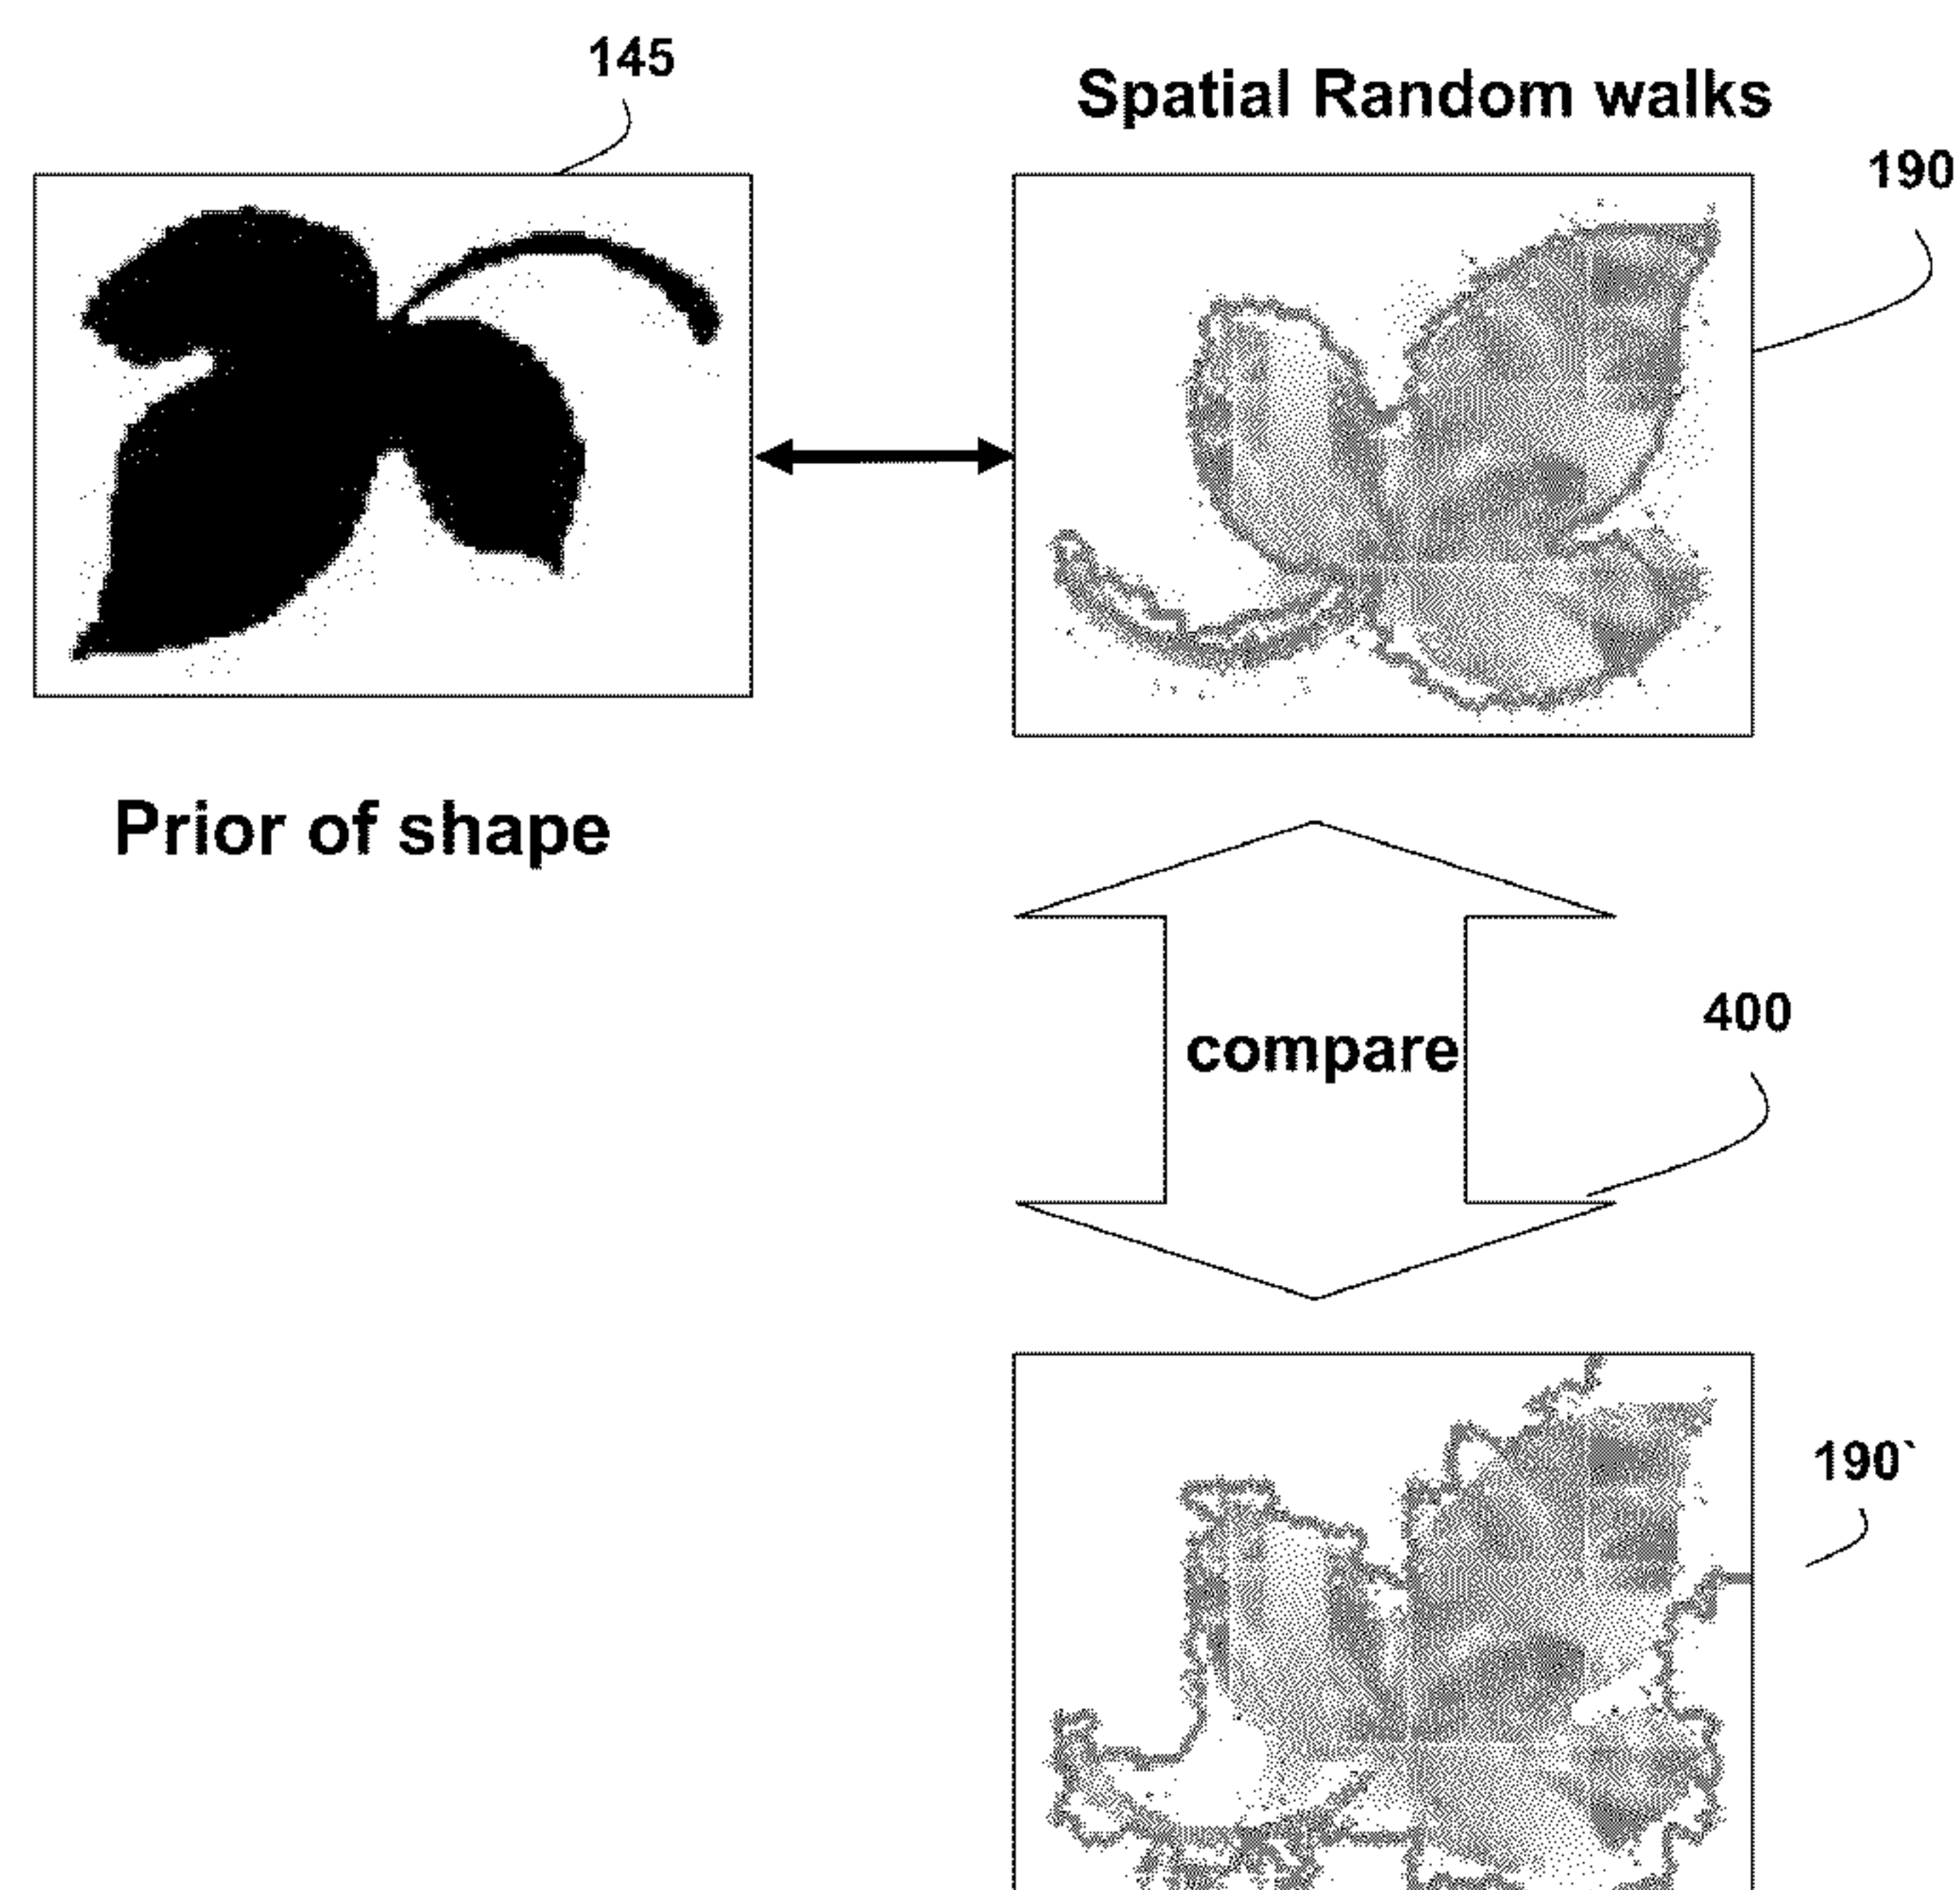 145
Spatial Random walks
190
Prior of shape
compare
400
190`